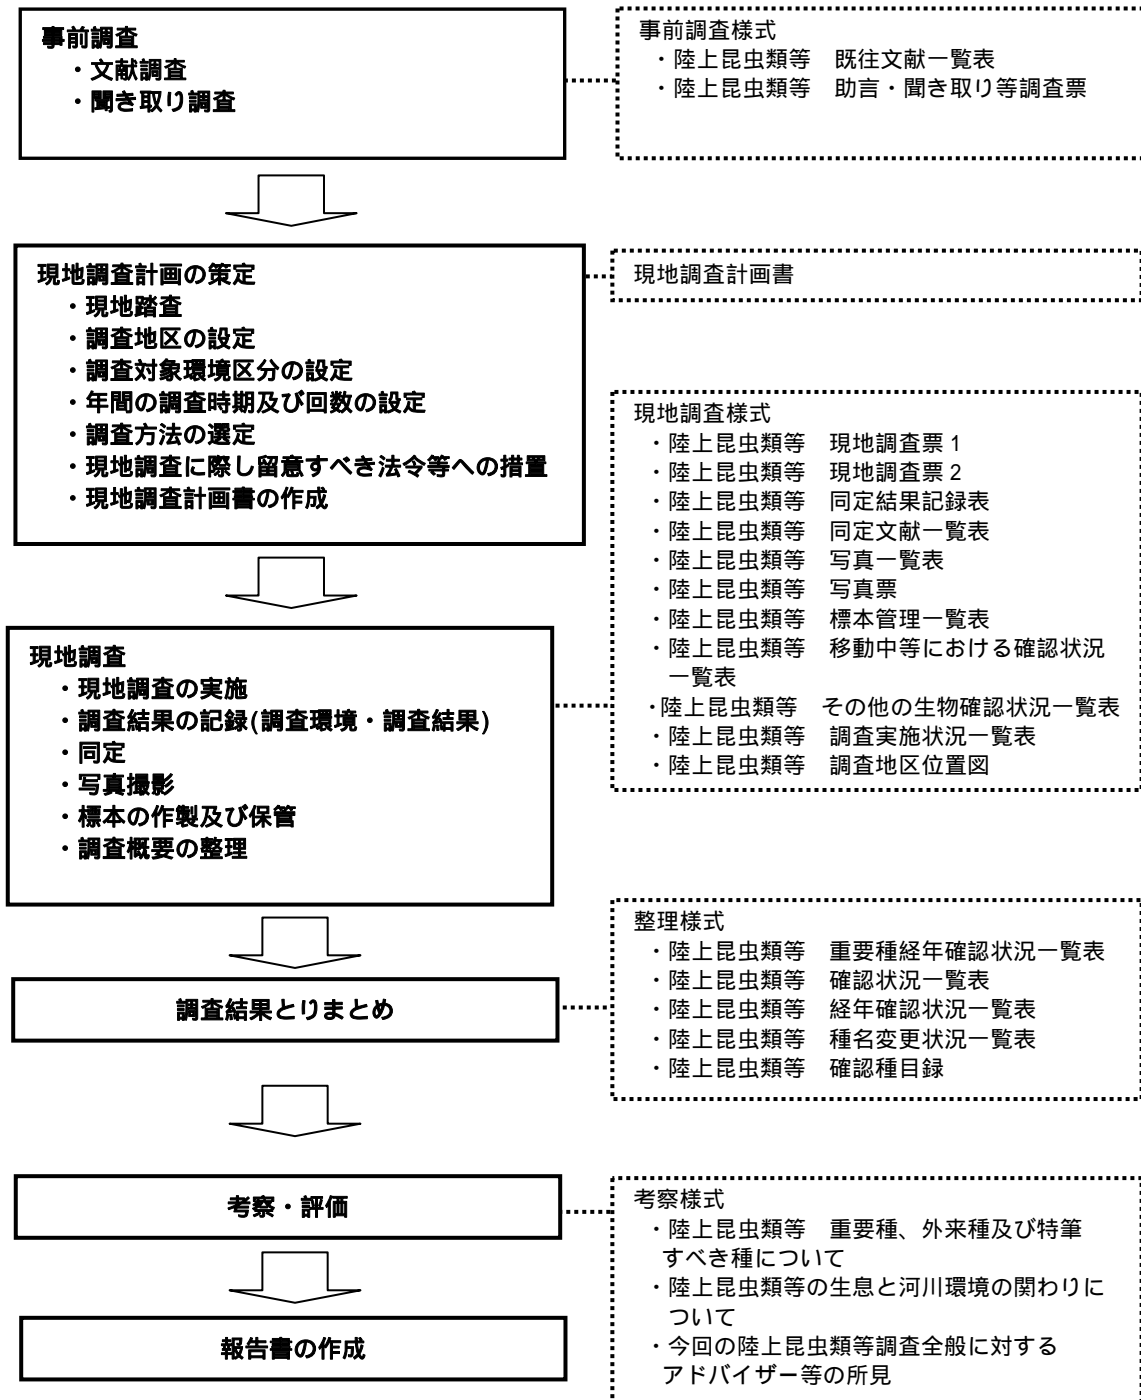 事前調査
・文献調査
・聞き取り調査
事前調査様式
・陸上昆虫類等　既往文献一覧表
・陸上昆虫類等　助言・聞き取り等調査票
現地調査計画の策定
・現地踏査
・調査地区の設定
・調査対象環境区分の設定
・年間の調査時期及び回数の設定
・調査方法の選定
・現地調査に際し留意すべき法令等への措置
・現地調査計画書の作成
現地調査計画書
現地調査
・現地調査の実施
・調査結果の記録(調査環境・調査結果)
・同定
・写真撮影
・標本の作製及び保管
・調査概要の整理
現地調査様式
・陸上昆虫類等　現地調査票１
・陸上昆虫類等　現地調査票２
・陸上昆虫類等　同定結果記録表
・陸上昆虫類等　同定文献一覧表
・陸上昆虫類等　写真一覧表
・陸上昆虫類等　写真票
・陸上昆虫類等　標本管理一覧表
・陸上昆虫類等　移動中等における確認状況
一覧表
・陸上昆虫類等　その他の生物確認状況一覧表
・陸上昆虫類等　調査実施状況一覧表
・陸上昆虫類等　調査地区位置図
調査結果とりまとめ
整理様式
・陸上昆虫類等　重要種経年確認状況一覧表
・陸上昆虫類等　確認状況一覧表
・陸上昆虫類等　経年確認状況一覧表
・陸上昆虫類等　種名変更状況一覧表
・陸上昆虫類等　確認種目録
考察・評価
考察様式
・陸上昆虫類等　重要種、外来種及び特筆
すべき種について
・陸上昆虫類等の生息と河川環境の関わりに
ついて
・今回の陸上昆虫類等調査全般に対する
アドバイザー等の所見
報告書の作成